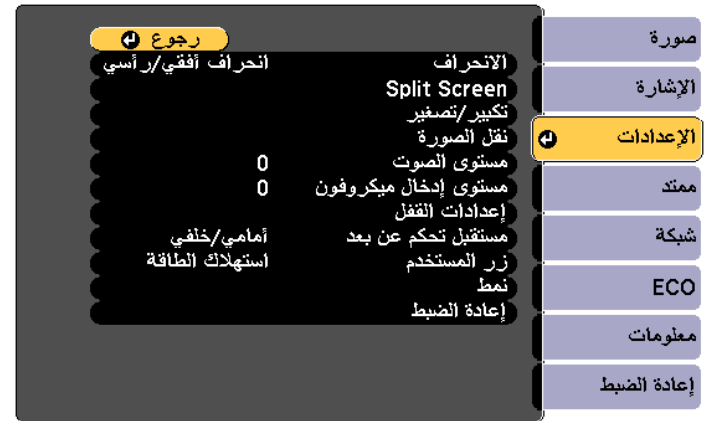 صورة
الإشارة
الإعدادات
ممتد
شبكة
ECO
معلومات
إعادة الضبط
رجوع
الانحراف انحراف أفقي/رأسي
Split Screen
تكبير/تصغير
نقل الصورة
مستوى الصوت 0
مستوى إدخال ميكروفون 0
إعدادات القفل
مستقبل تحكم عن بعد أمامي/خلفي
زر المستخدم استهلاك الطاقة
نمط
إعادة الضبط